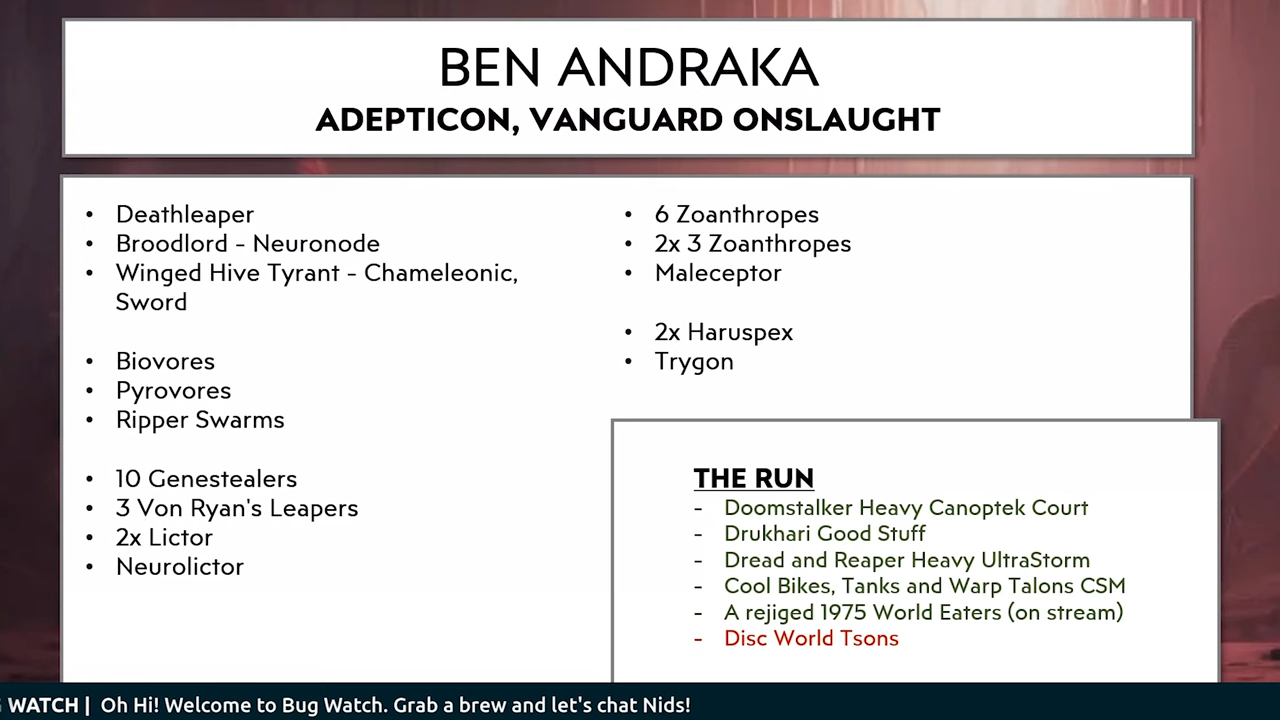 BEN ANDRAKA
ADEPTICON, VANGUARD ONSLAUGHT
• Deathleaper
• Broodlord - Neuronode
• Winged Hive Tyrant - Chameleonic,
Sword
• Biovores
• Pyrovores
• Ripper Swarms
• 10 Genestealers
• 3 Von Ryan's Leapers
• 2x Lictor
• Neurolictor
• 6 Zoanthropes
• 2x 3 Zoanthropes
• Maleceptor
• 2x Haruspex
• Trygon
THE RUN
- Doomstalker Heavy Canoptek Court
- Drukhari Good Stuff
- Dread and Reaper Heavy UltraStorm
- Cool Bikes, Tanks and Warp Talons CSM
- A rejiged 1975 World Eaters (on stream)
- Disc World Tsons
WATCH | Oh Hi! Welcome to Bug Watch. Grab a brew and let's chat Nids!